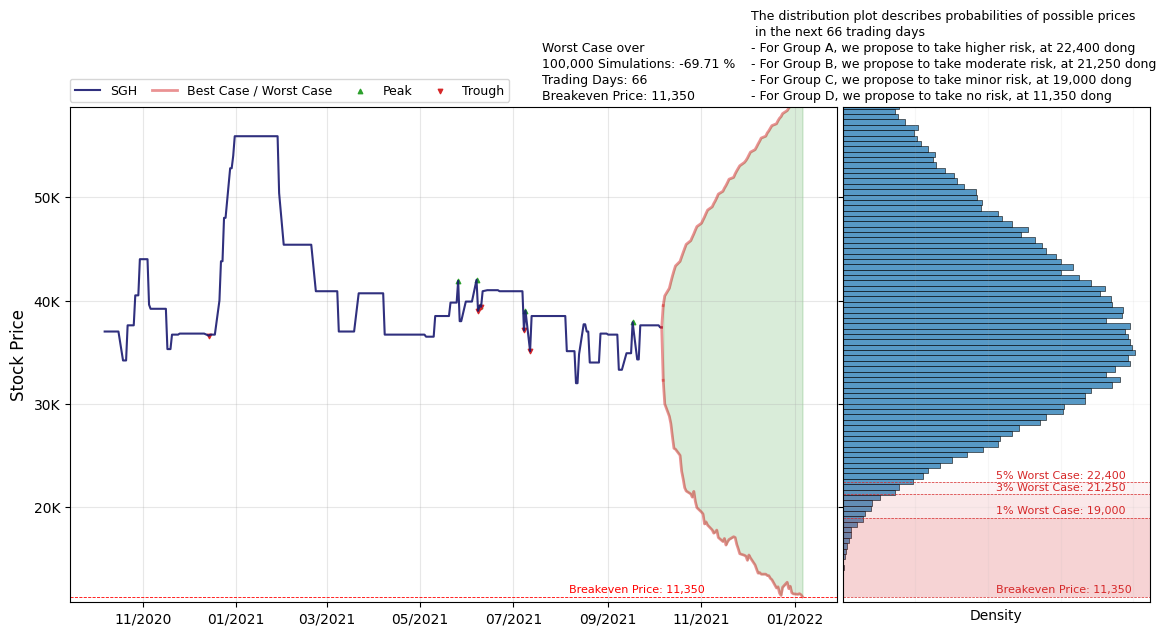 The distribution plot describes probabilities of possible prices
in the next 66 trading days
- For Group A, we propose to take higher risk, at 22,400 dong
- For Group B, we propose to take moderate risk, at 21,250 dong
- For Group C, we propose to take minor risk, at 19,000 dong
- For Group D, we propose to take no risk, at 11,350 dong
Worst Case over
100,000 Simulations: -69.71 %
Trading Days: 66
Breakeven Price: 11,350
SGH
Best Case / Worst Case
Peak
Trough
Stock Price
50K
40K
30K
20K
Breakeven Price: 11,350
11/2020
01/2021
03/2021
05/2021
07/2021
09/2021
11/2021
01/2022
5% Worst Case: 22,400
3% Worst Case: 21,250
1% Worst Case: 19,000
Breakeven Price: 11,350
Density